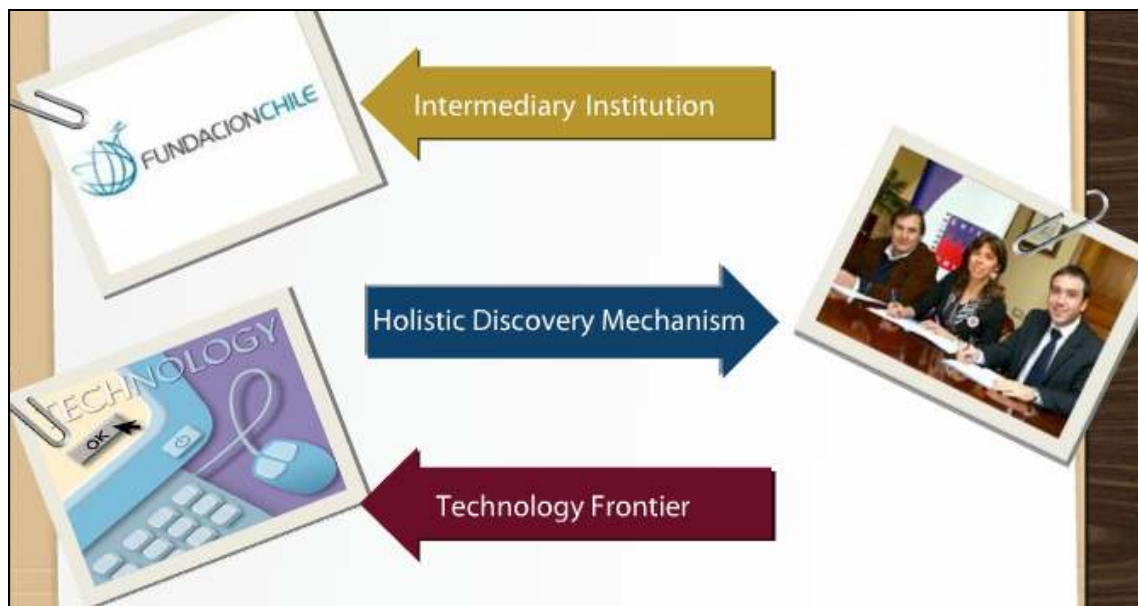 FUNDACIONCHILE
Intermediary Institution
Holistic Discovery Mechanism
TECHNOLOGY
OK
Technology Frontier